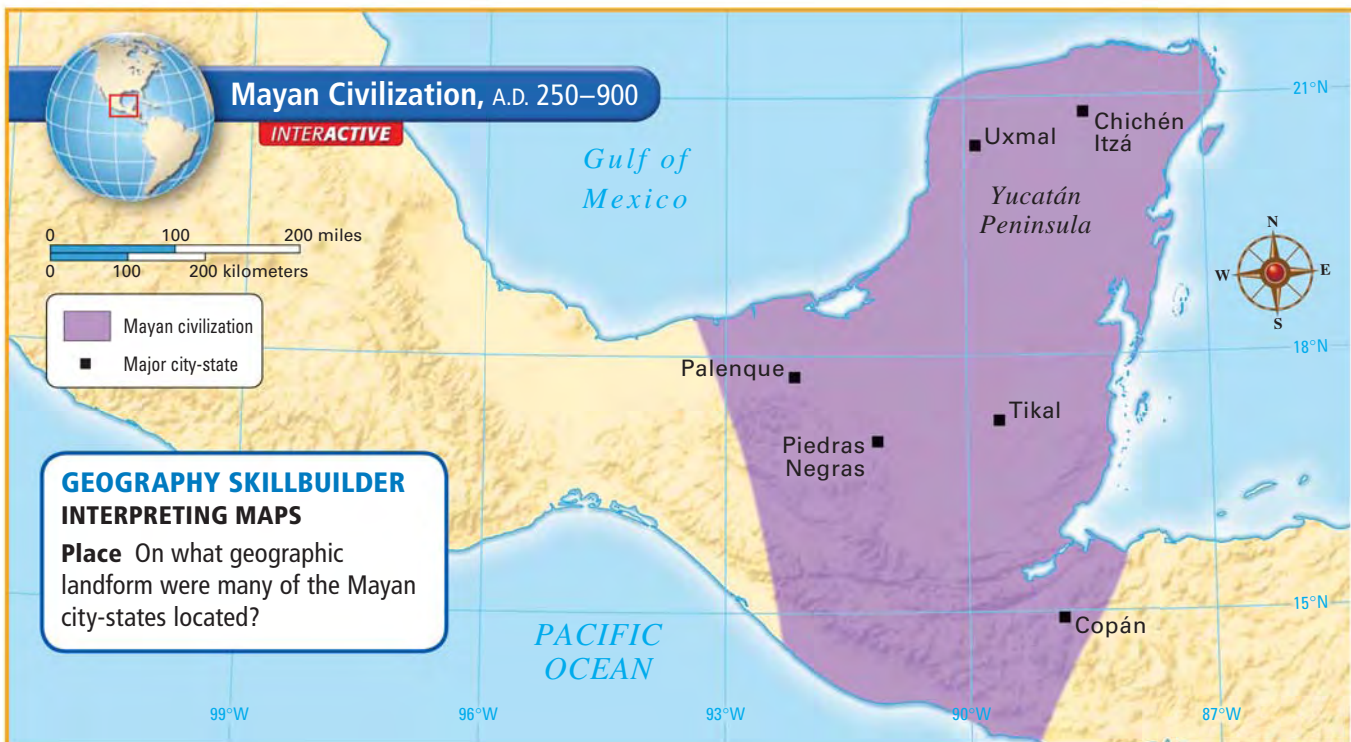 Mayan Civilization, A.D. 250–900
INTERACTIVE
0 100 200 miles
0 100 200 kilometers
Mayan civilization
Major city-state
GEOGRAPHY SKILLBUILDER
INTERPRETING MAPS
Place On what geographic
landform were many of the Mayan
city-states located?
Gulf of
Mexico
Uxmal
Chichén
Itzá
Yucatán
Peninsula
N
W
E
S
Palenque
Tikal
Piedras
Negras
Copán
PACIFIC
OCEAN
21°N
18°N
15°N
99°W
96°W
93°W
90°W
87°W